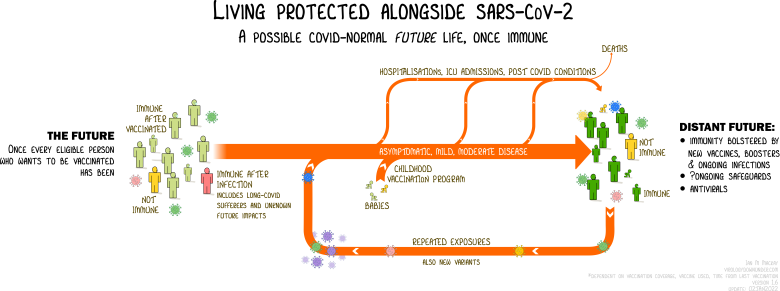 LIVING PROTECTED ALONGSIDE SARS-CoV-2
A POSSIBLE COVID-NORMAL FUTURE LIFE, ONCE IMMUNE
DEATHS
HOSPITALISATIONS, ICU ADMISSIONS, POST COVID CONDITIONS
IMMUNE
AFTER
VACCINATED
THE FUTURE
ONCE EVERY ELIGIBLE PERSON
WHO WANTS TO BE VACCINATED
HAS BEEN
NOT
IMMUNE
IMMUNE AFTER
INFECTION
INCLUDES LONG-COVID
SUFFERERS AND UNKNOWN
FUTURE IMPACTS
ASYMPTOMATIC, MILD, MODERATE DISEASE
CHILDHOOD
VACCINATION PROGRAM
BABIES
NOT
IMMUNE
IMMUNE
DISTANT FUTURE:
• IMMUNITY BOLSTERED BY
NEW VACCINES, BOOSTERS
& ONGOING INFECTIONS
• ?ONGOING SAFEGUARDS
• ANTIVIRALS
REPEATED EXPOSURES
ALSO NEW VARIANTS
IAN M MACKAY
VIROLOGYDOWNUNDER.COM
*DEPENDENT ON VACCINATION COVERAGE, VACCINE USED, TIME FROM LAST VACCINATION
VERSION 1.0